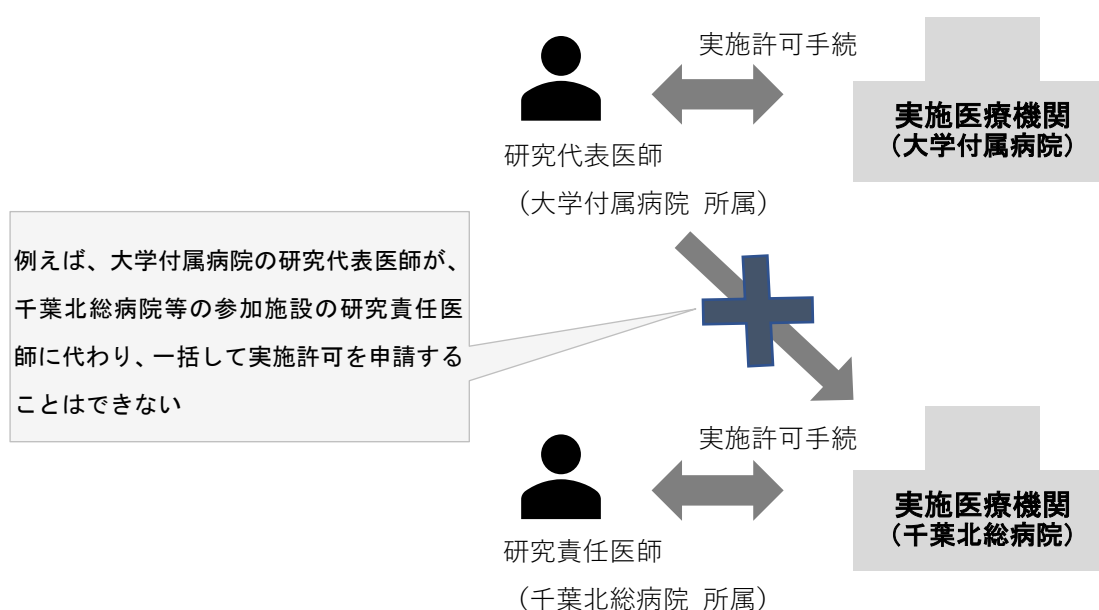 実施許可手続
実施医療機関
（大学付属病院）
研究代表医師
（大学付属病院 所属）
例えば、大学付属病院の研究代表医師が、
千葉北総病院等の参加施設の研究責任医
師に代わり、一括して実施許可を申請する
ことはできない
実施許可手続
実施医療機関
（千葉北総病院）
研究責任医師
（千葉北総病院 所属）